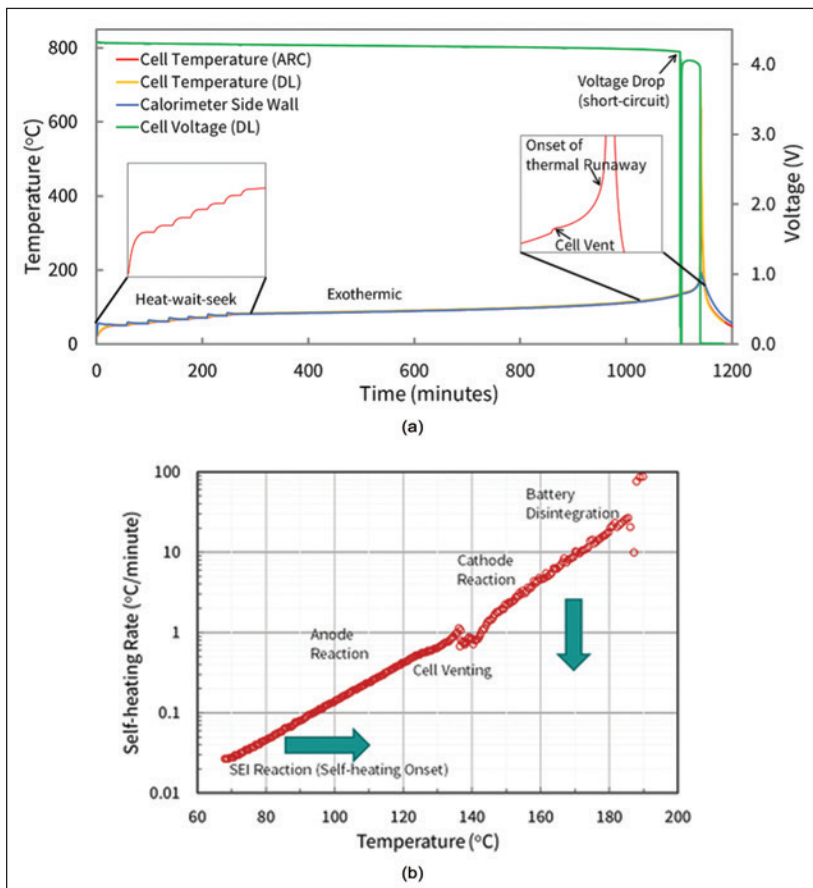 800
600
400
200
0
Temperature (°C)
Cell Temperature (ARC)
Cell Temperature (DL)
Calorimeter Side Wall
Cell Voltage (DL)
Voltage Drop
(short-circuit)
Onset of
thermal Runaway
Cell Vent
Heat-wait-seek
Exothermic
4.0
3.0
2.0
1.0
0.0
Voltage (V)
0
200
400
600
800
1000
1200
Time (minutes)
(a)
100
10
1
0.1
0.01
Self-heating Rate (°C/minute)
Battery
Disintegration
Cathode
Reaction
Anode
Reaction
Cell Venting
SEI Reaction (Self-heating Onset)
60
80
100
120
140
160
180
200
Temperature (°C)
(b)